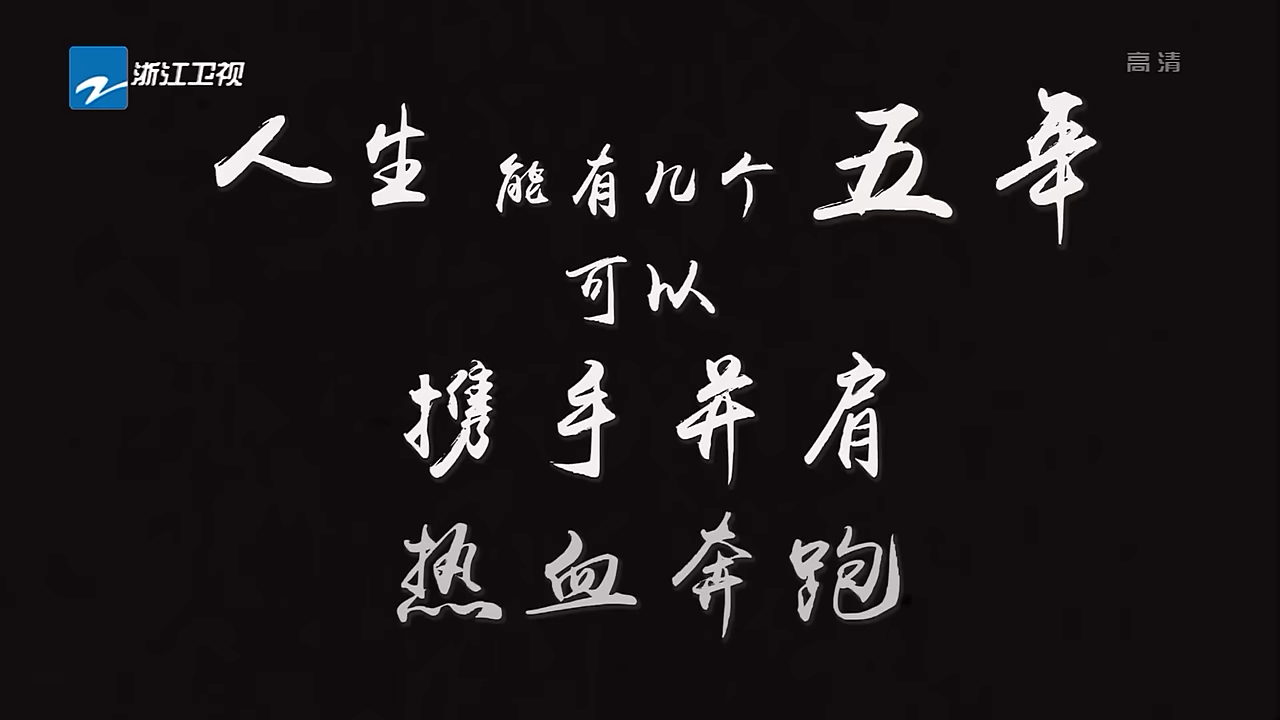 浙江卫视
高清
人生能有几个五年
可以
携手并肩
热血奔跑